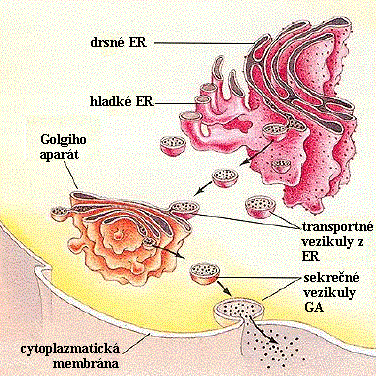 drsné ER
hladké ER
Golgiho
aparát
transportné
vezikuly z
ER
sekrečné
vezikuly
GA
cytoplazmatická
membrána